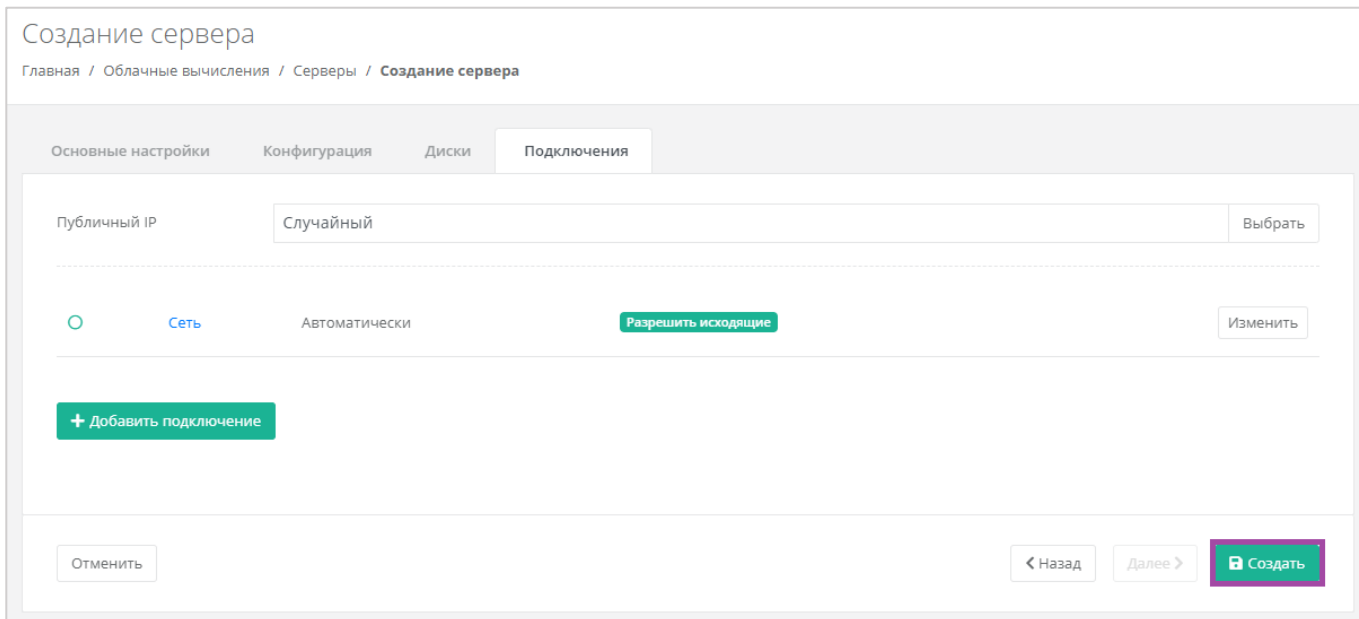 Создание сервера
Главная / Облачные вычисления / Серверы / Создание сервера
Основные настройки Конфигурация Диски Подключения
Публичный IP Случайный Выбрать
Сеть Автоматически Разрешить исходящие Изменить
+ Добавить подключение
Отменить < Назад Далее > Создать